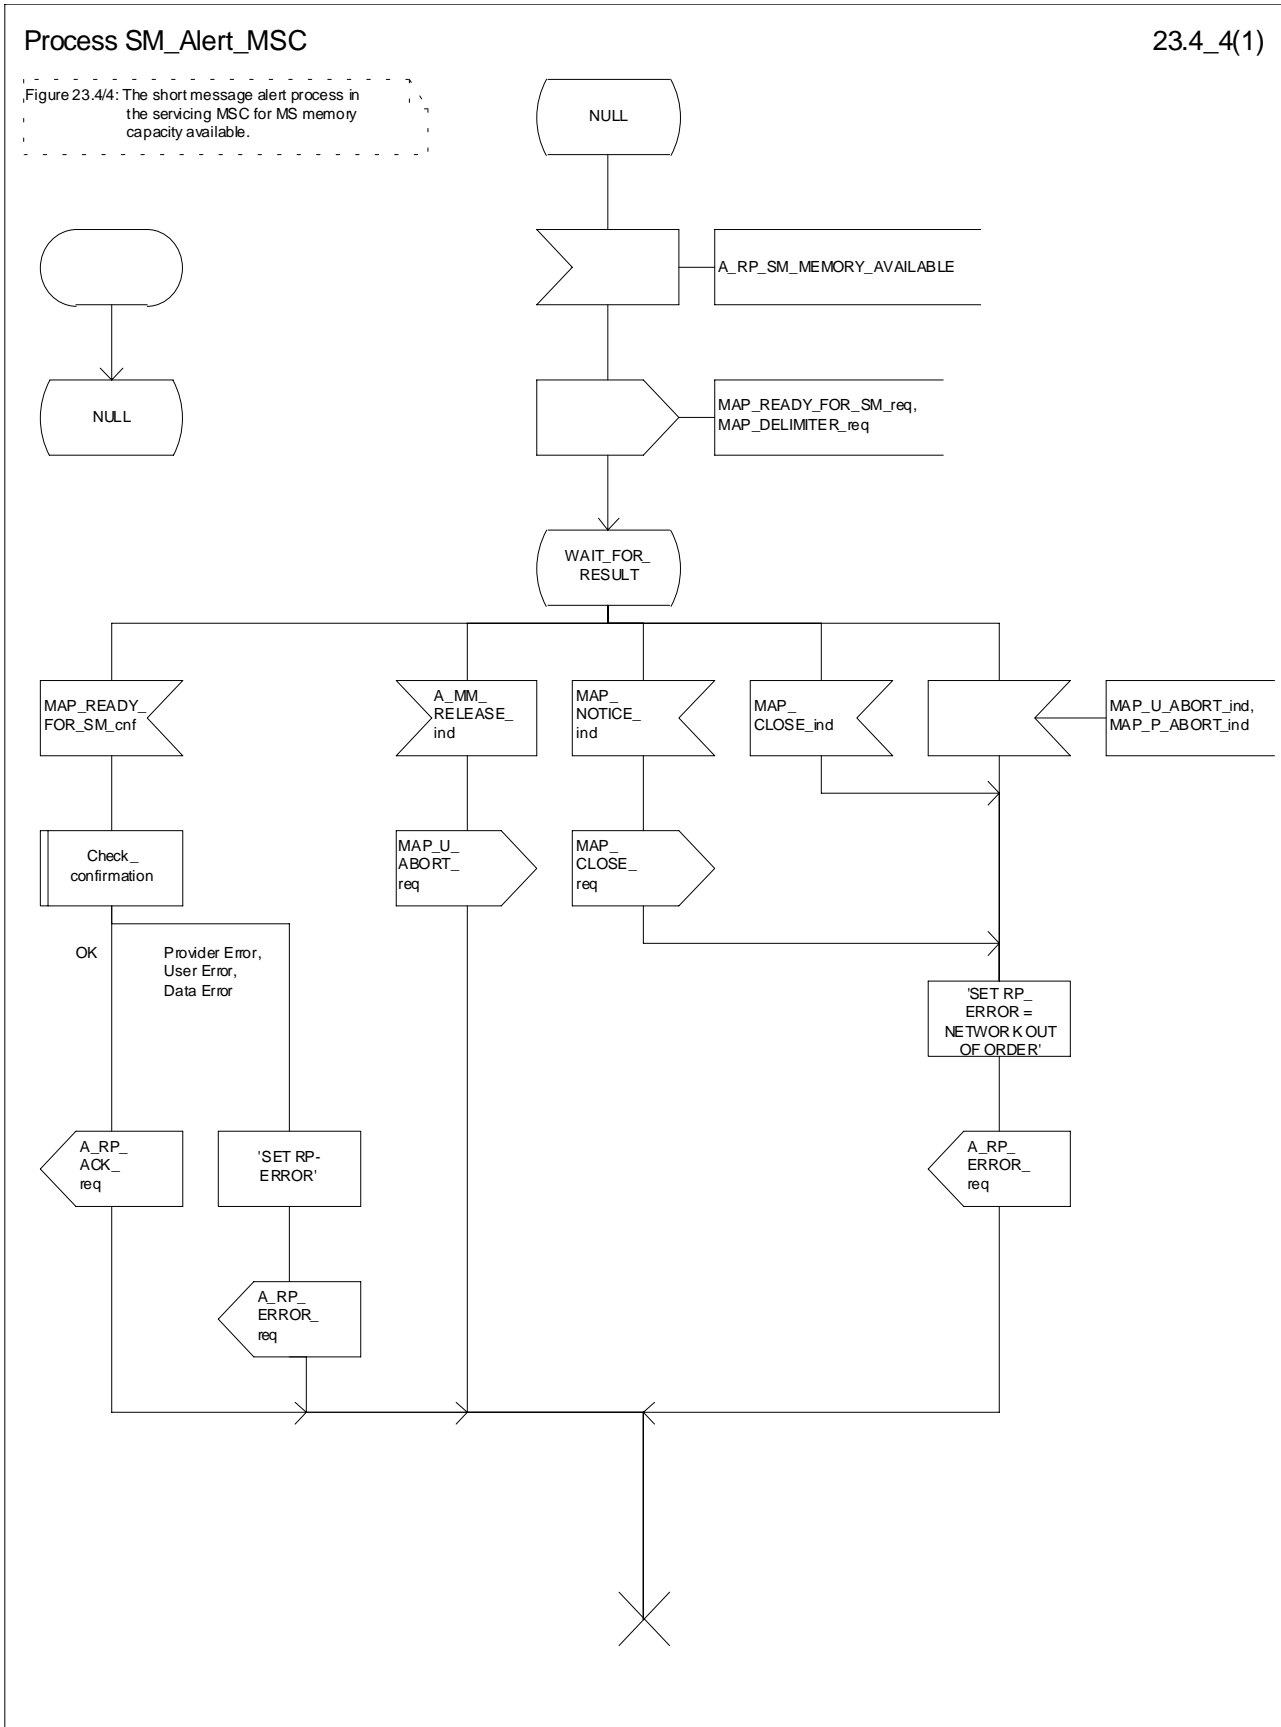 Process SM_Alert_MSC
23.4_4(1)
Figure 23.4/4: The short message alert process in
the servicing MSC for MS memory
capacity available.
NULL
A_RP_SM_MEMORY_AVAILABLE
NULL
MAP_READY_FOR_SM_req,
MAP_DELIMITER_req
WAIT_FOR_
RESULT
MAP_READY_
FOR_SM_cnf
A_MM_
RELEASE_
ind
MAP_
NOTICE_
ind
MAP_
CLOSE_ind
MAP_U_ABORT_ind,
MAP_P_ABORT_ind
Check_
confirmation
MAP_U_
ABORT_
req
MAP_
CLOSE_
req
OK
Provider Error,
User Error,
Data Error
'SET RP_
ERROR =
NETWORK OUT
OF ORDER'
A_RP_
ACK_
req
'SET RP-
ERROR'
A_RP_
ERROR_
req
A_RP_
ERROR_
req